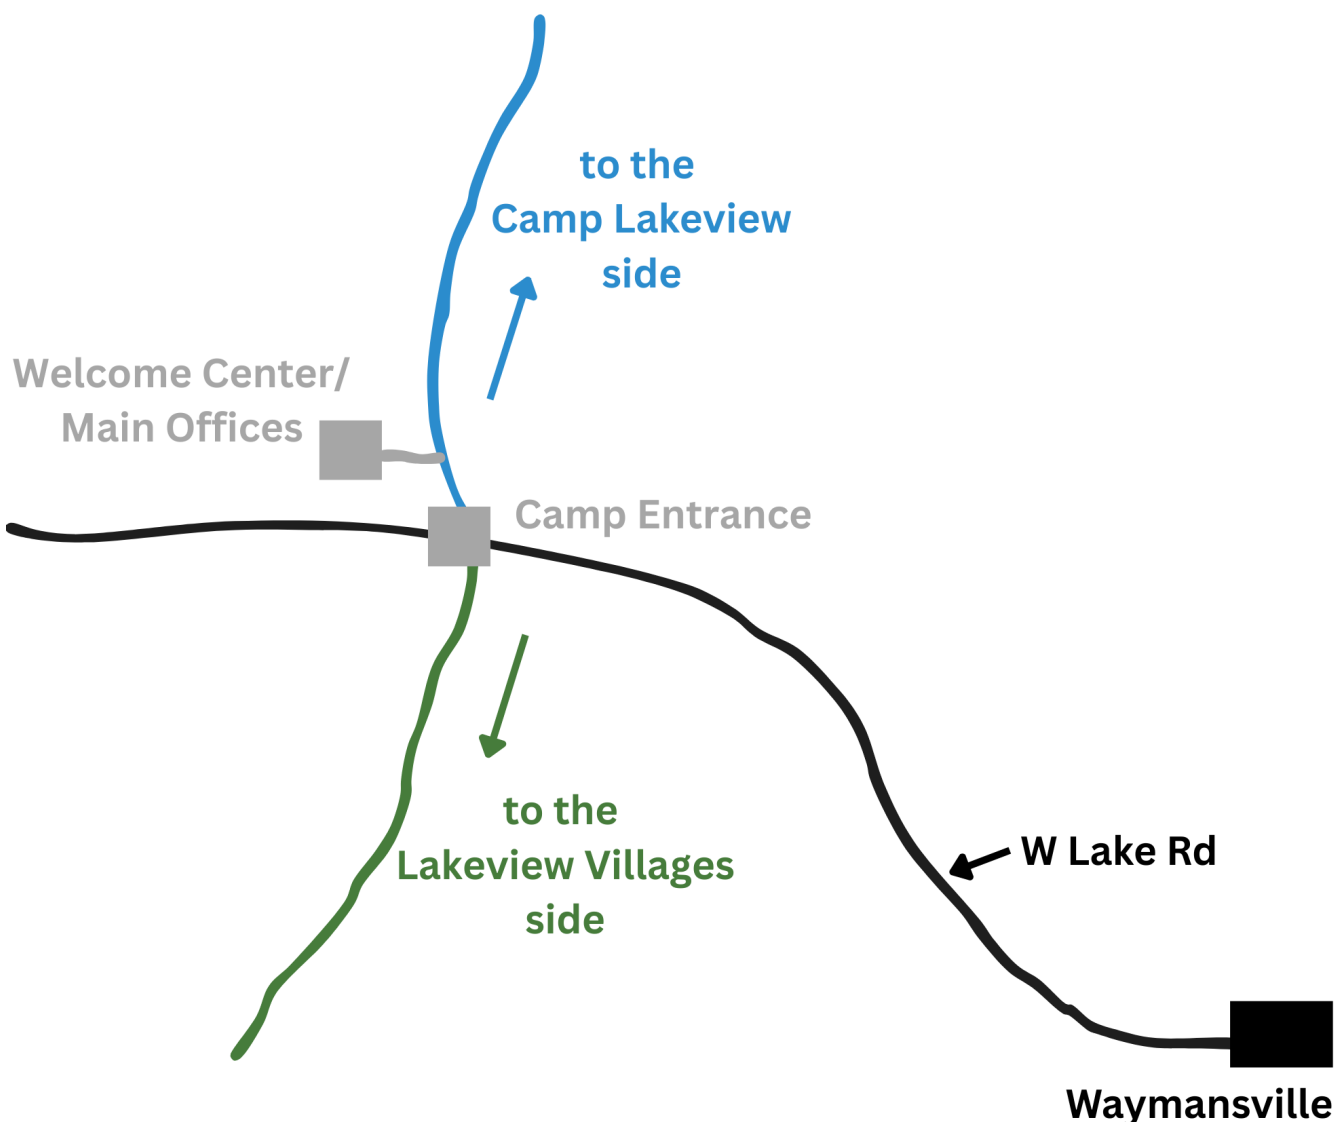 to the
Camp Lakeview
side
Welcome Center/
Main Offices
Camp Entrance
to the
Lakeview Villages
side
W Lake Rd
Waymansville